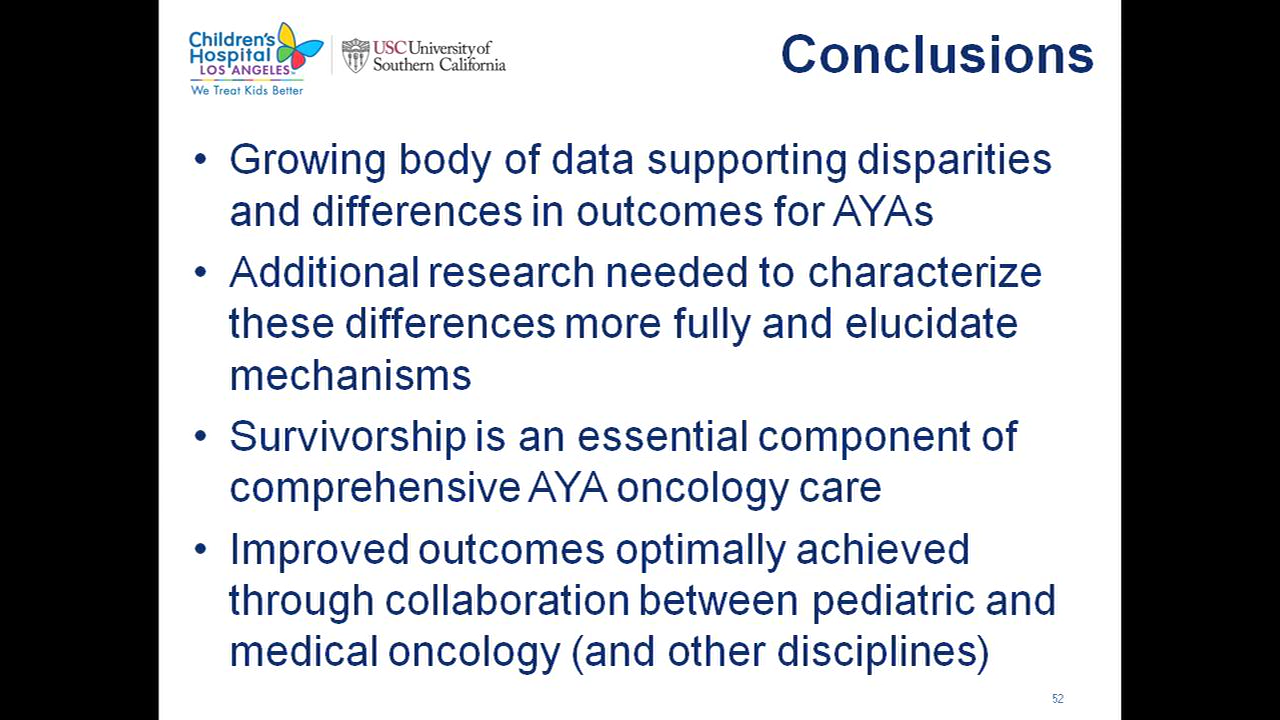 Children's
Hospital
LOS ANGELES
We Treat Kids Better
USC University of
Southern California
Conclusions
• Growing body of data supporting disparities
and differences in outcomes for AYAs
• Additional research needed to characterize
these differences more fully and elucidate
mechanisms
• Survivorship is an essential component of
comprehensive AYA oncology care
• Improved outcomes optimally achieved
through collaboration between pediatric and
medical oncology (and other disciplines)
52